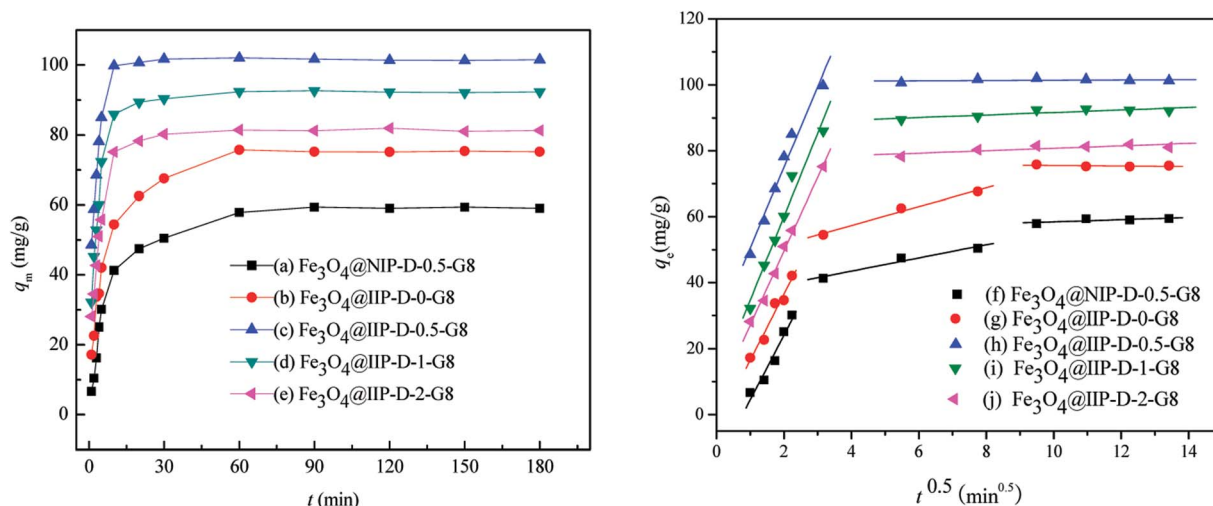 q_m (mg/g)
100
80
60
40
20
0
(a) Fe₃O₄@NIP-D-0.5-G8
(b) Fe₃O₄@IIP-D-0-G8
(c) Fe₃O₄@IIP-D-0.5-G8
(d) Fe₃O₄@IIP-D-1-G8
(e) Fe₃O₄@IIP-D-2-G8
0 30 60 90 120 150 180
t (min)
q_e (mg/g)
120
100
80
60
40
20
0
(f) Fe₃O₄@NIP-D-0.5-G8
(g) Fe₃O₄@IIP-D-0-G8
(h) Fe₃O₄@IIP-D-0.5-G8
(i) Fe₃O₄@IIP-D-1-G8
(j) Fe₃O₄@IIP-D-2-G8
0 2 4 6 8 10 12 14
t^0.5 (min^0.5)